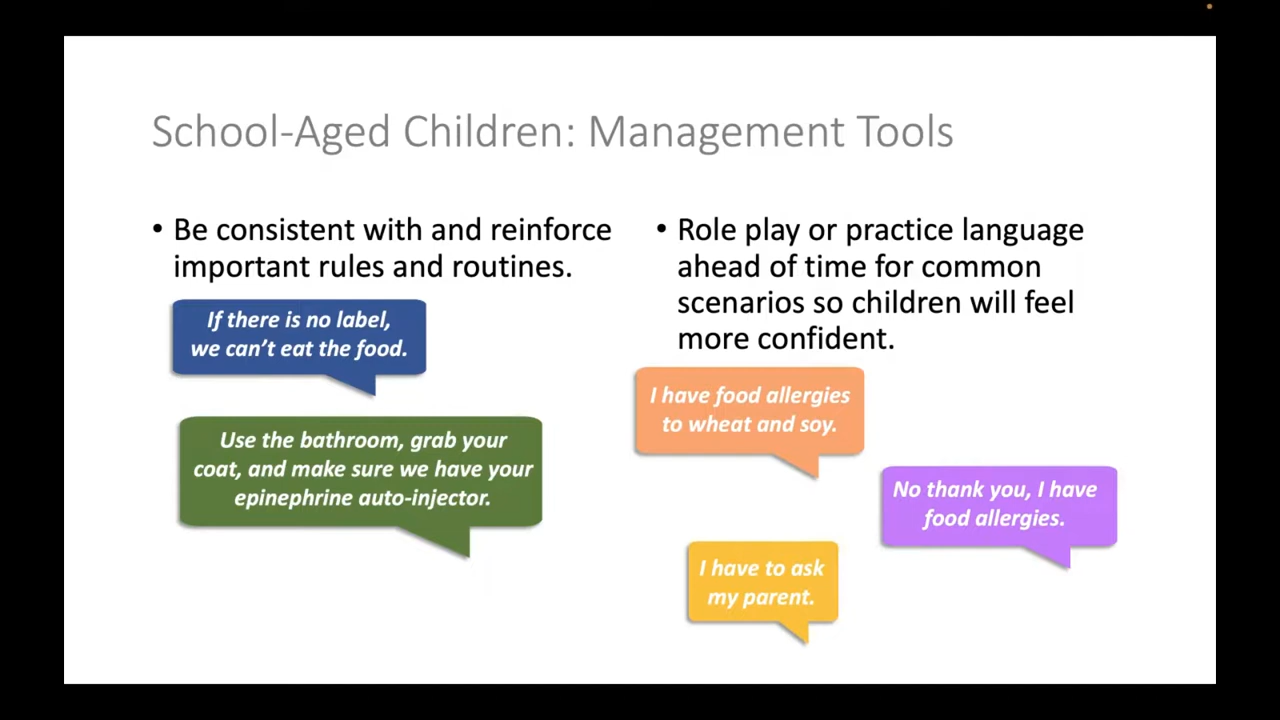 School-Aged Children: Management Tools
• Be consistent with and reinforce
important rules and routines.
If there is no label,
we can't eat the food.
Use the bathroom, grab your
coat, and make sure we have your
epinephrine auto-injector.
• Role play or practice language
ahead of time for common
scenarios so children will feel
more confident.
I have food allergies
to wheat and soy.
No thank you, I have
food allergies.
I have to ask
my parent.